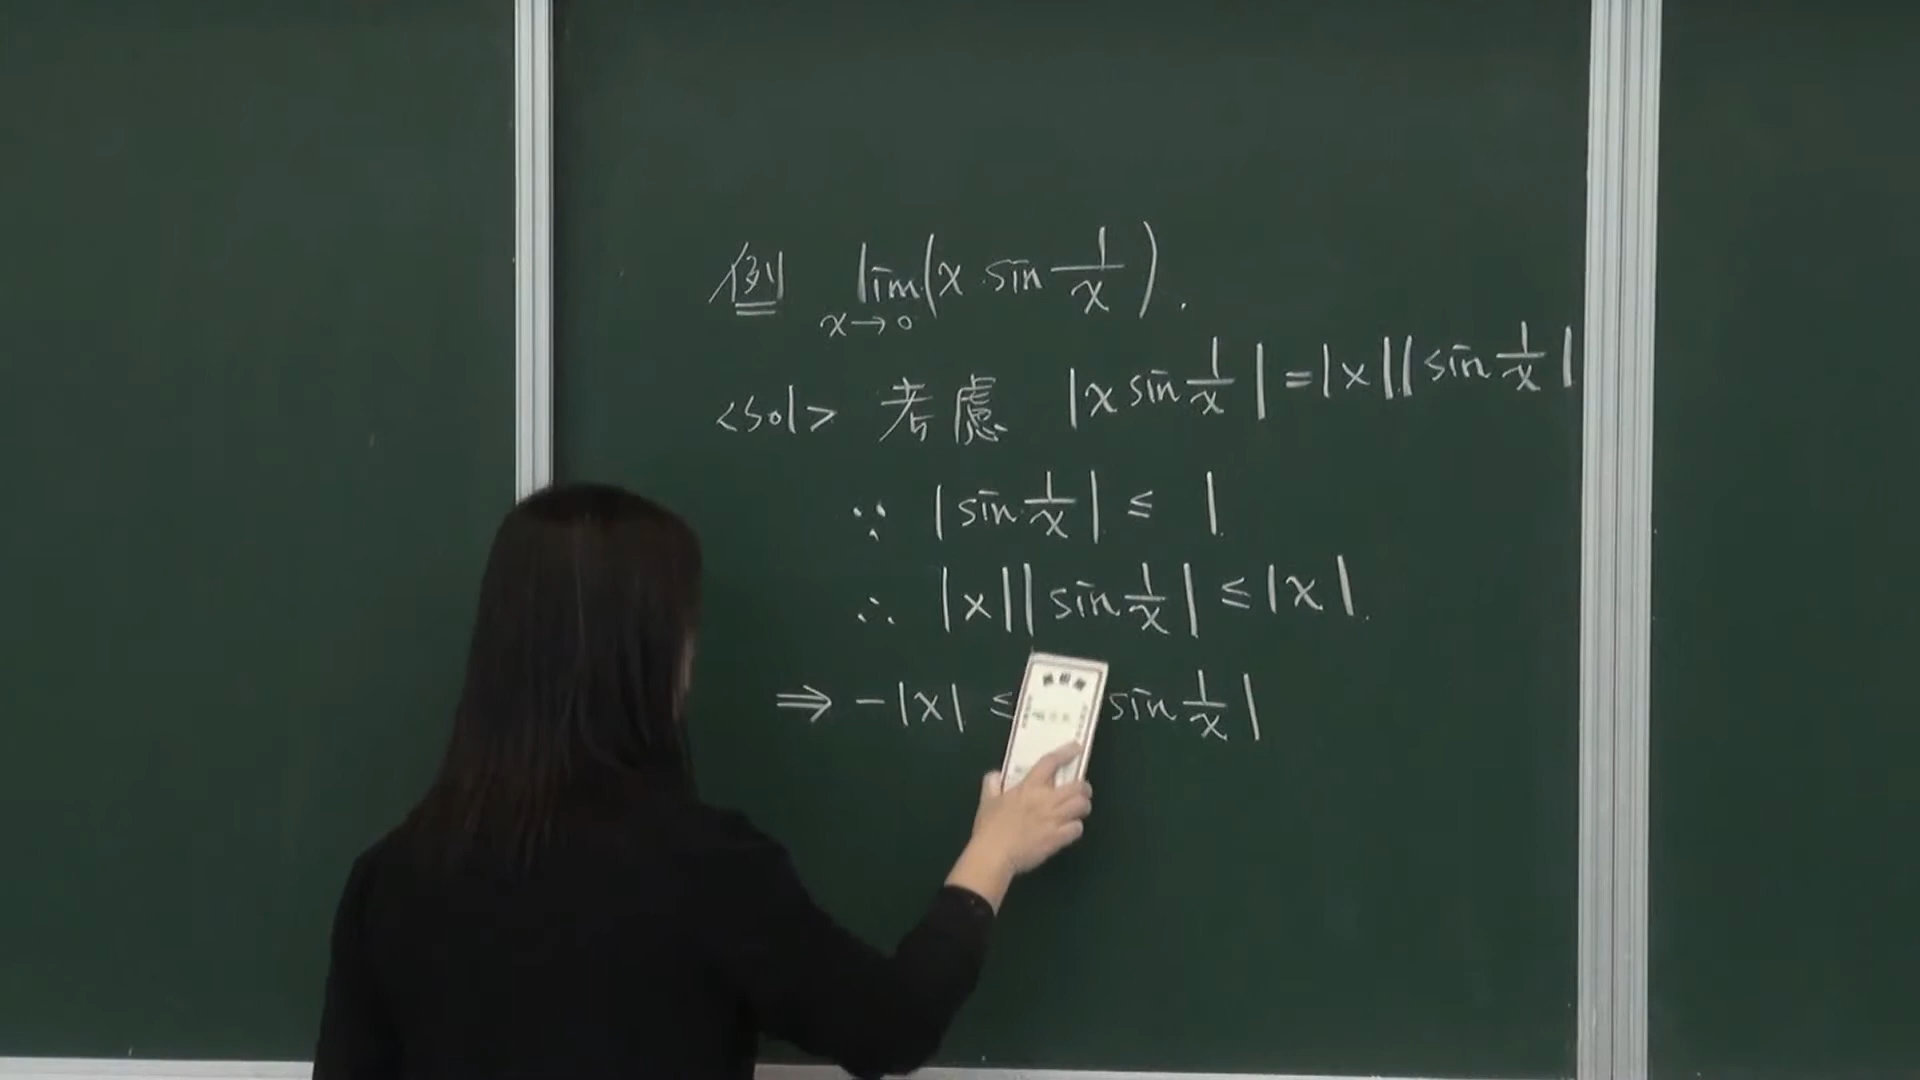 例 lim(x sin 1/x).
x→0
<sol> 考慮 |x sin 1/x| = |x||sin 1/x|
∵ |sin 1/x| ≤ 1
∴ |x||sin 1/x| ≤ |x|
⇒ -|x| ≤ sin 1/x|